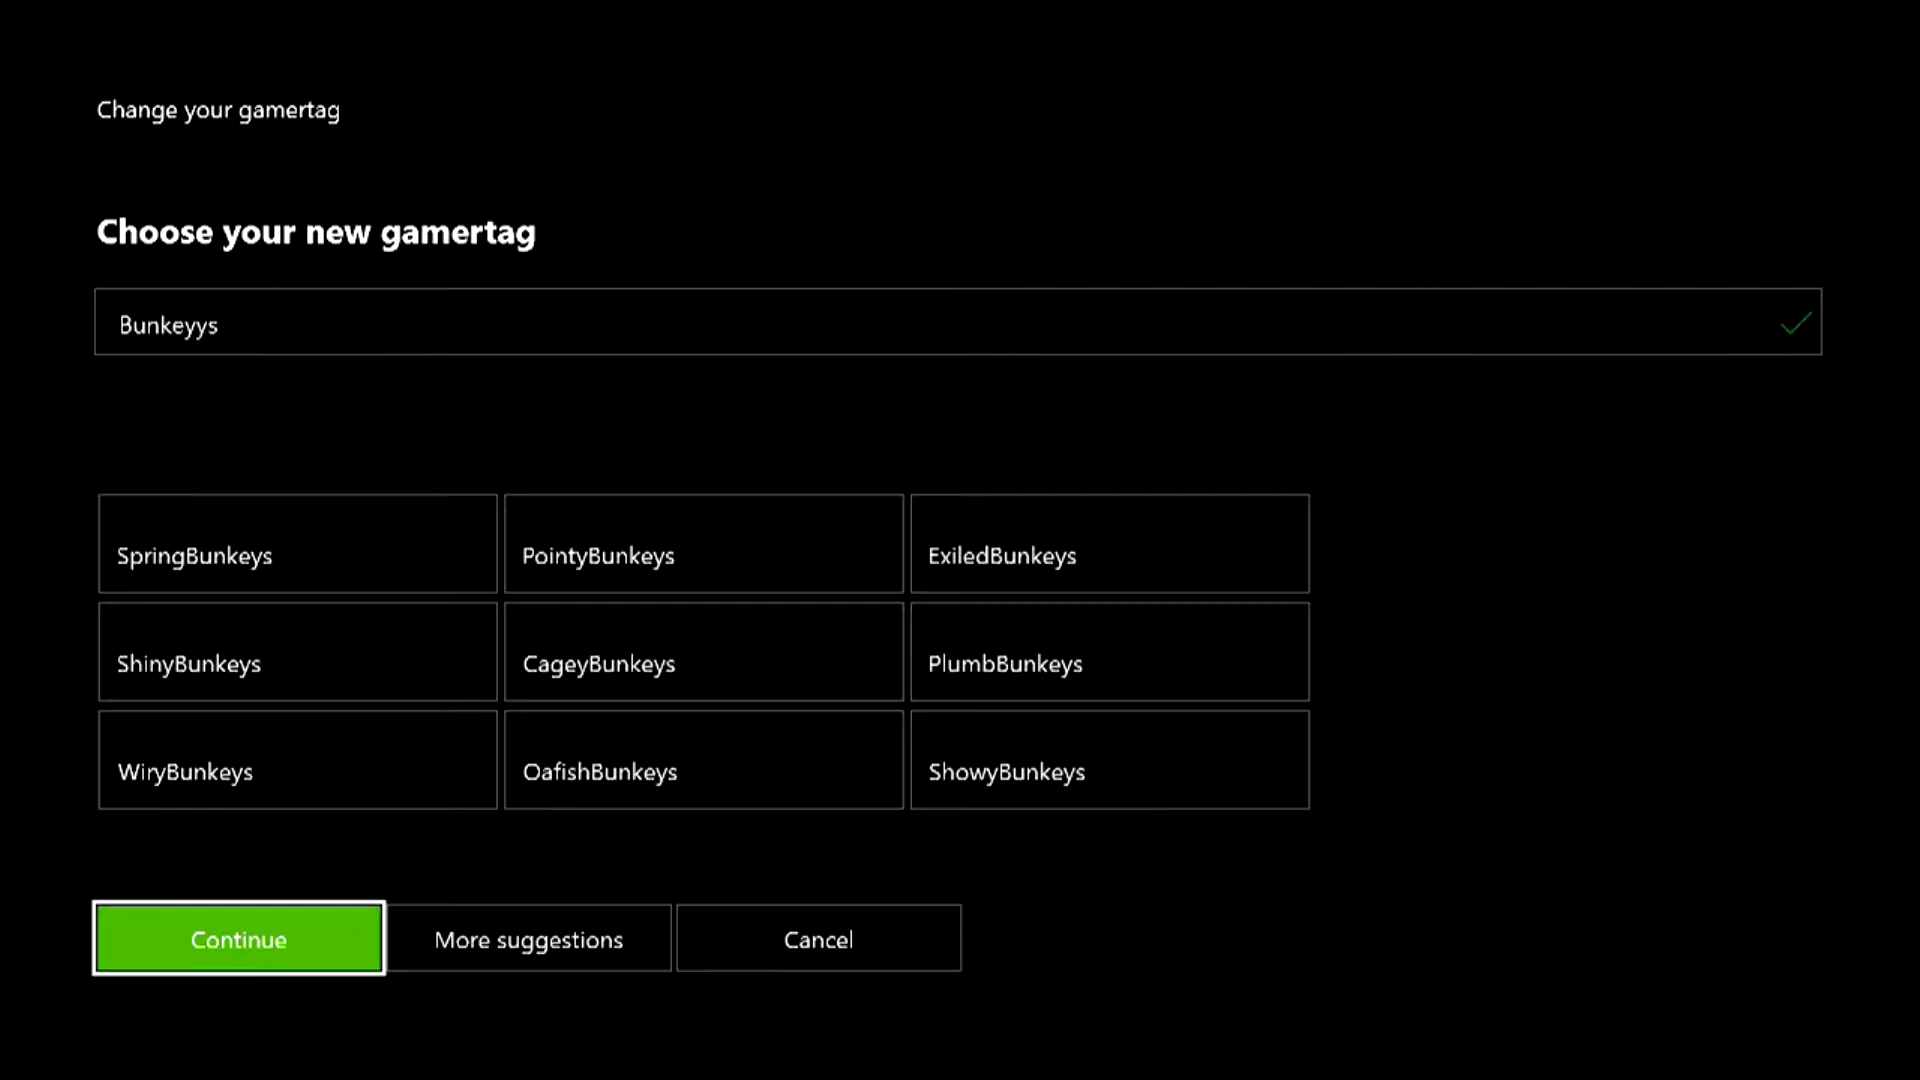 Change your gamertag
Choose your new gamertag
Bunkeyys
SpringBunkeys PointyBunkeys ExiledBunkeys
ShinyBunkeys CageyBunkeys PlumbBunkeys
WiryBunkeys OafishBunkeys ShowyBunkeys
Continue More suggestions Cancel